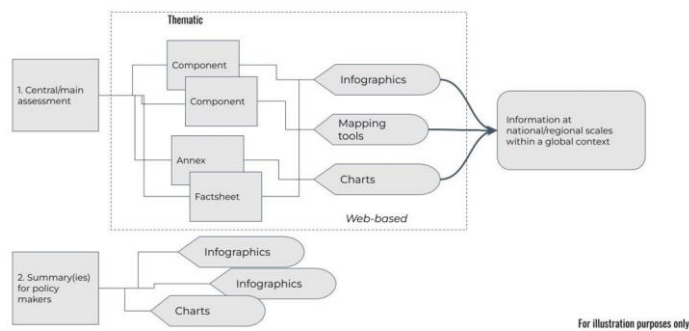 Thematic
1. Central/main
assessment
Component
Component
Annex
Factsheet
Infographics
Mapping
tools
Charts
Web-based
Information at
national/regional scales
within a global context
2. Summary(ies)
for policy
makers
Infographics
Infographics
Charts
For illustration purposes only